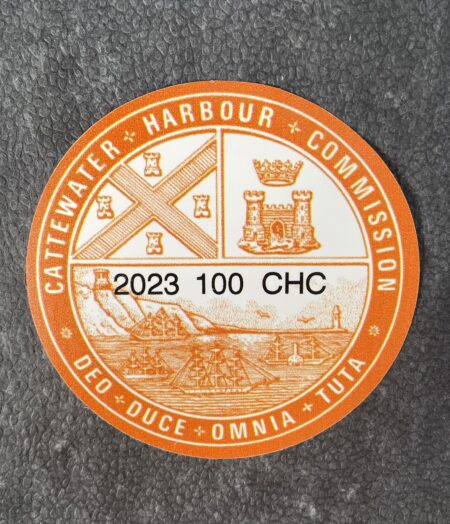 CATTEWATER + HARBOUR + COMMISSION
2023 100 CHC
DEO + DUCE + OMNIA + TUTA